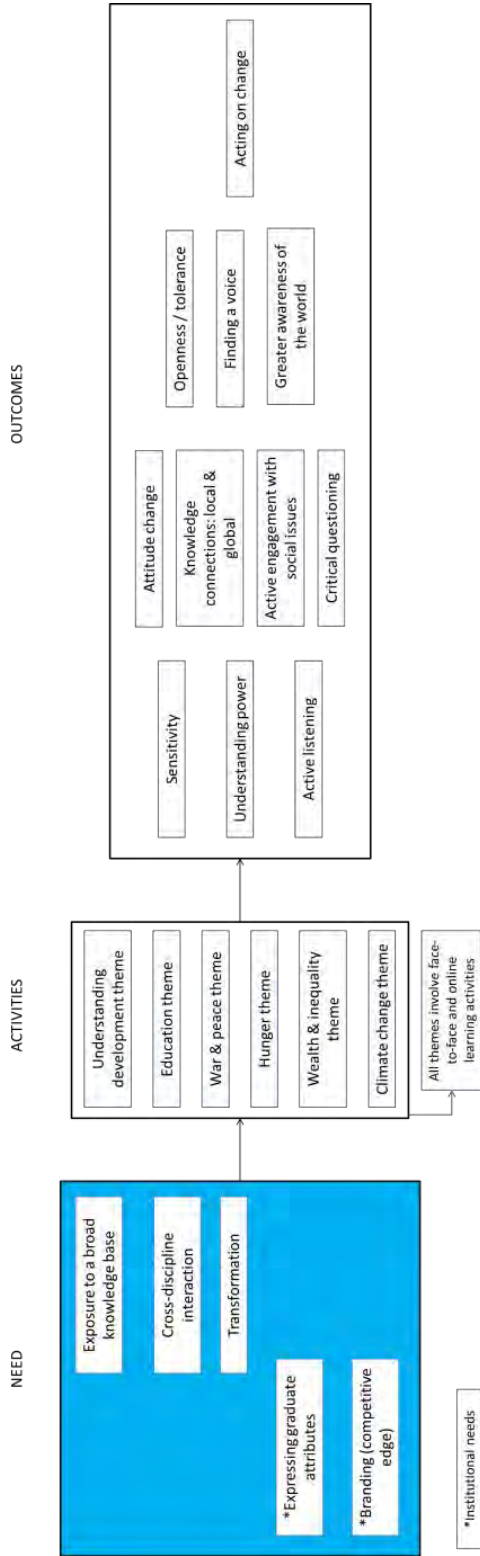 NEED
ACTIVITIES
OUTCOMES
Exposure to a broad
knowledge base
Cross-discipline
interaction
Transformation
*Expressing graduate
attributes
*Branding (competitive
edge)
*Institutional needs
Understanding
development theme
Education theme
War & peace theme
Hunger theme
Wealth & inequality
theme
Climate change theme
All themes involve face-
to-face and online
learning activities
Sensitivity
Understanding power
Active listening
Attitude change
Knowledge
connections: local &
global
Active engagement with
social issues
Critical questioning
Openness / tolerance
Finding a voice
Greater awareness of
the world
Acting on change